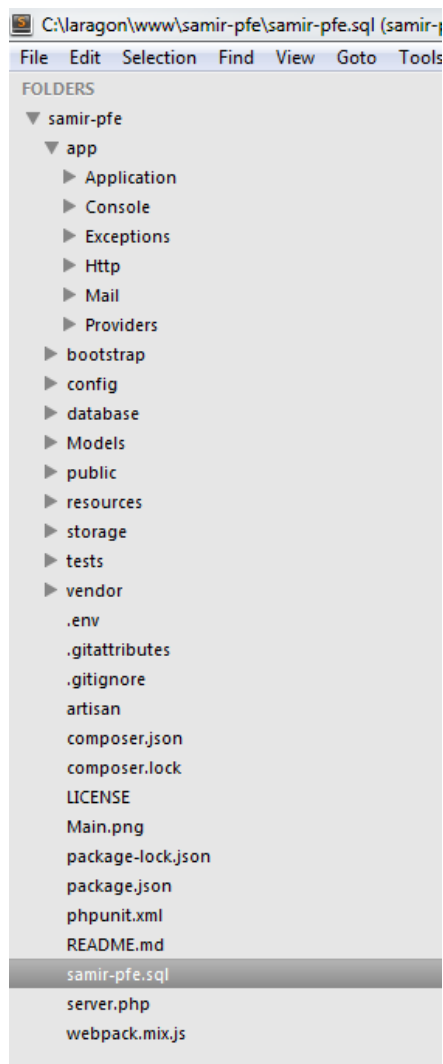 C:\laragon\www\samir-pfe\samir-pfe.sql (samir-
File Edit Selection Find View Goto Tools
FOLDERS
samir-pfe
app
Application
Console
Exceptions
Http
Mail
Providers
bootstrap
config
database
Models
public
resources
storage
tests
vendor
.env
.gitattributes
.gitignore
artisan
composer.json
composer.lock
LICENSE
Main.png
package-lock.json
package.json
phpunit.xml
README.md
samir-pfe.sql
server.php
webpack.mix.js